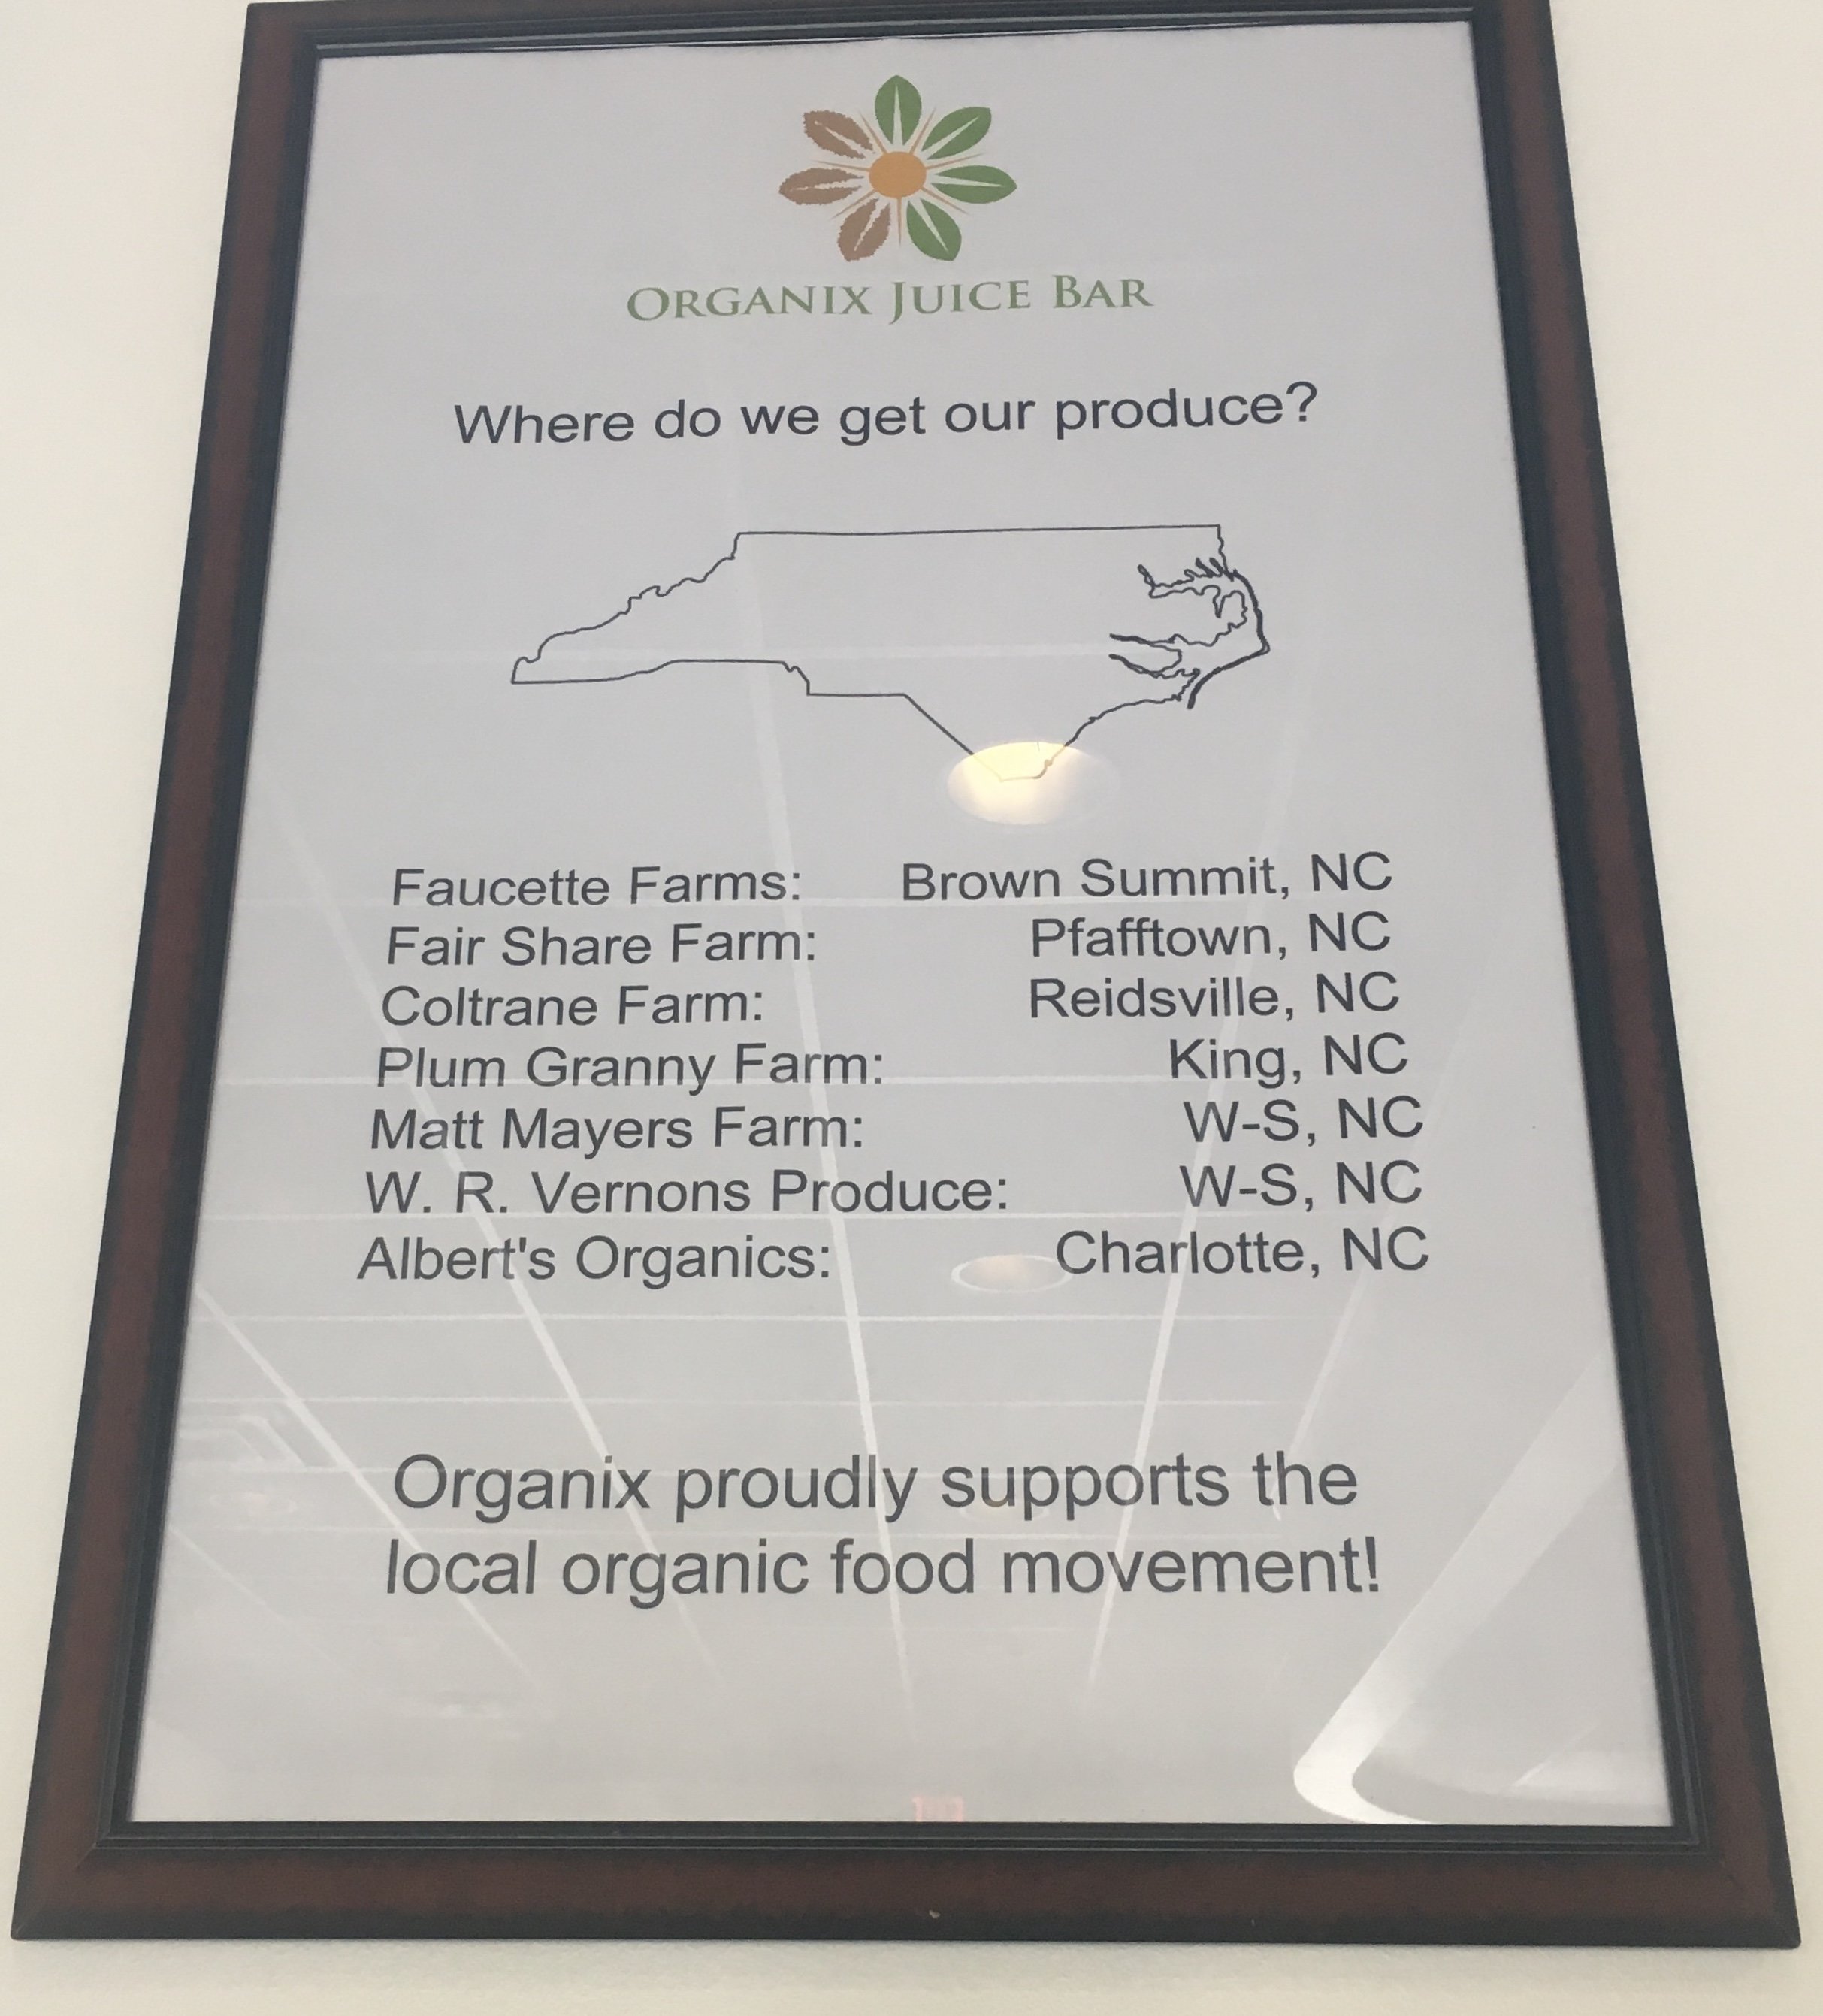 ORGANIX JUICE BAR
Where do we get our produce?
Faucette Farms: Brown Summit, NC
Fair Share Farm: Pfafftown, NC
Coltrane Farm: Reidsville, NC
Plum Granny Farm: King, NC
Matt Mayers Farm: W-S, NC
W. R. Vernons Produce: W-S, NC
Albert's Organics: Charlotte, NC
Organix proudly supports the
local organic food movement!